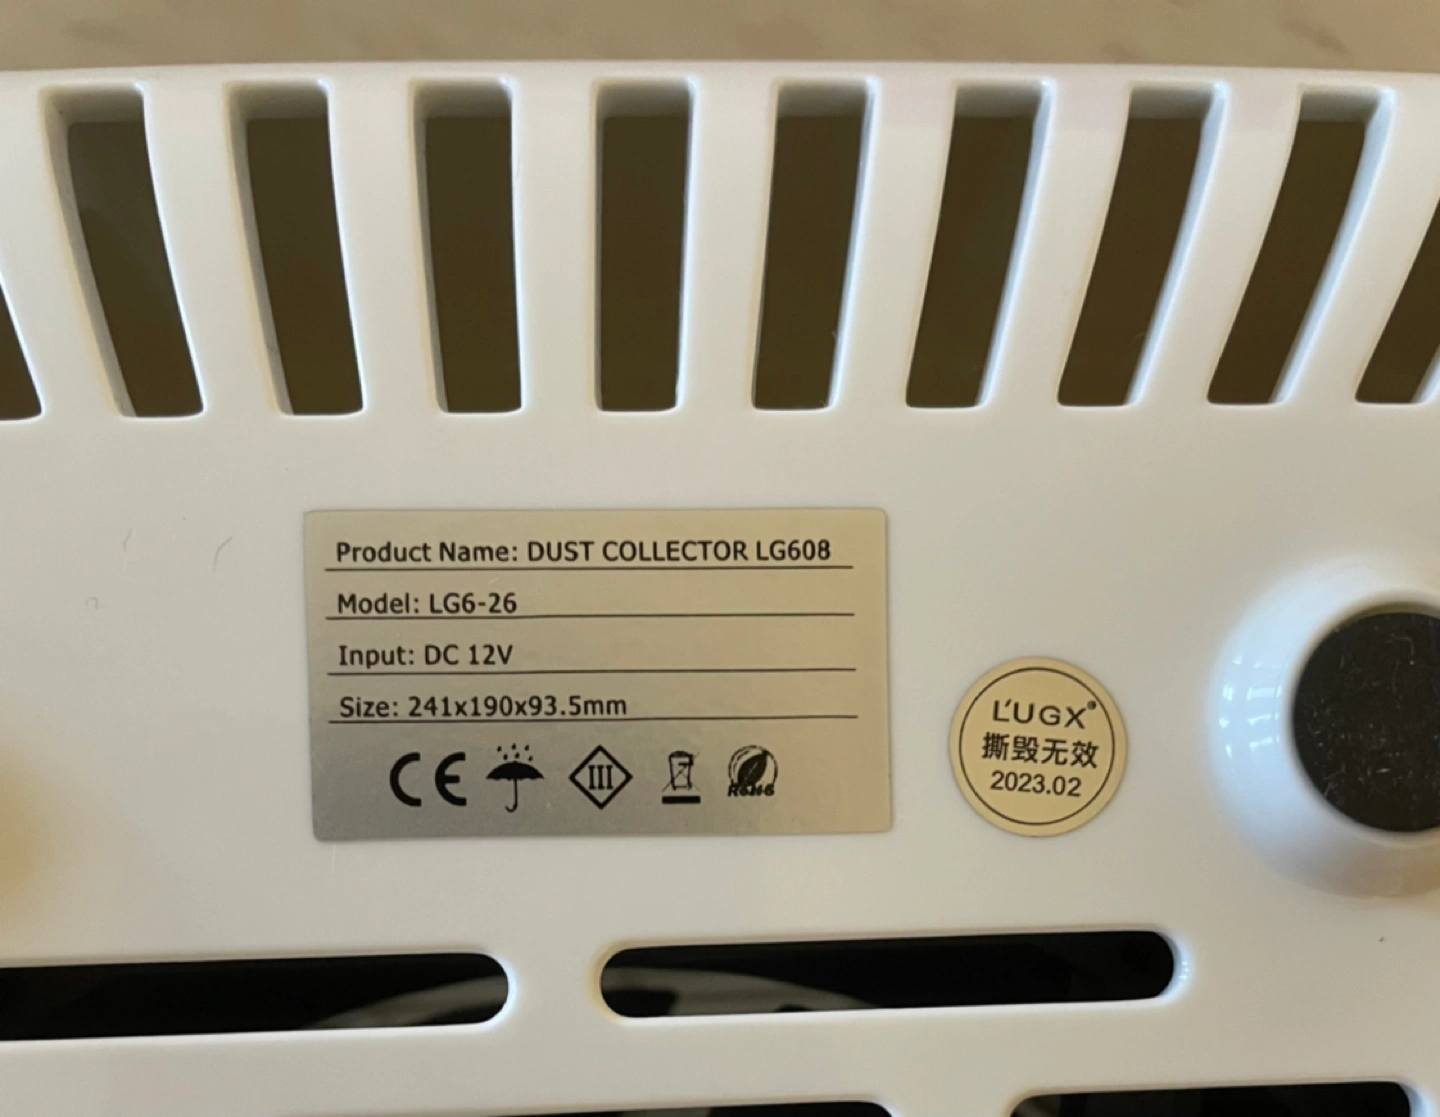 Product Name: DUST COLLECTOR LG608
Model: LG6-26
Input: DC 12V
Size: 241x190x93.5mm
CE
III
RoHS
L'UGX®
撕毁无效
2023.02